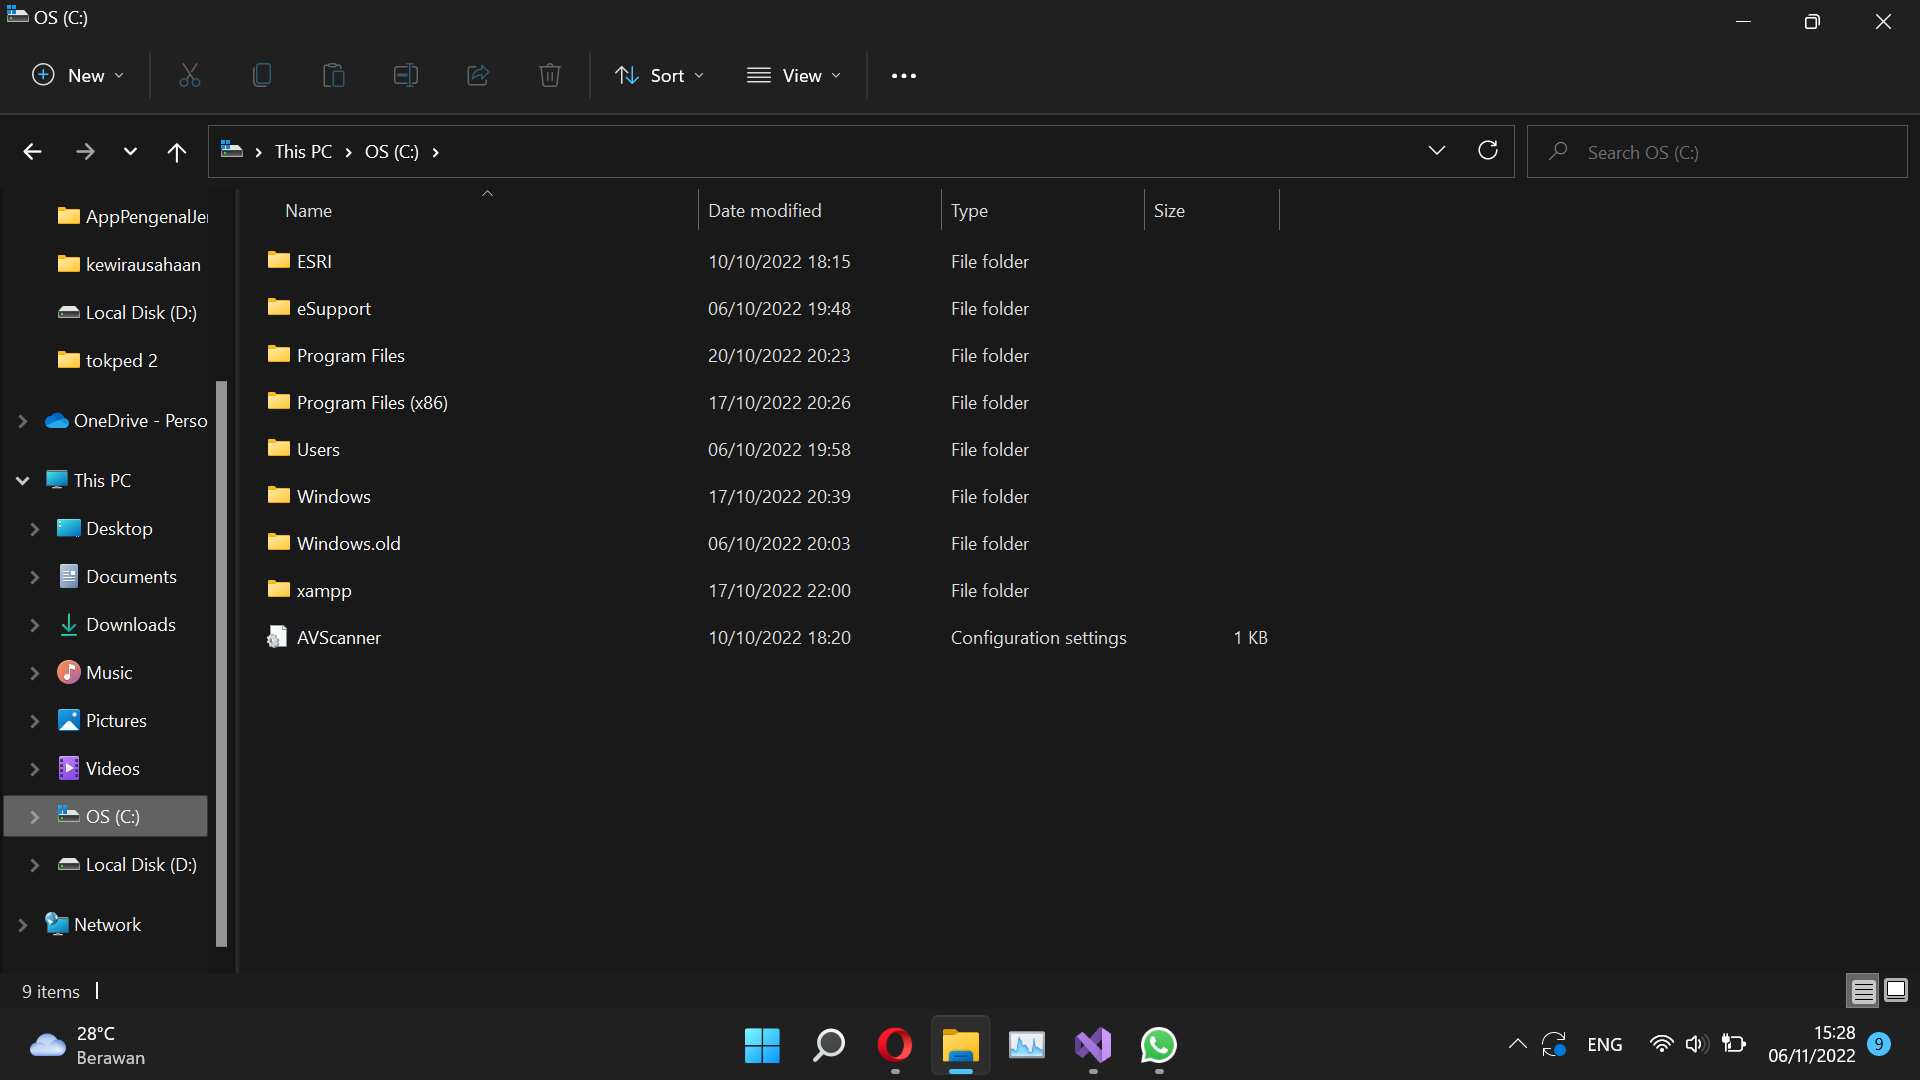 OS (C:)
New
Sort
View
This PC
OS (C:)
Search OS (C:)
AppPengenalJe
kewirausahaan
Local Disk (D:)
tokped 2
OneDrive - Perso
This PC
Desktop
Documents
Downloads
Music
Pictures
Videos
OS (C:)
Local Disk (D:)
Network
Name Date modified Type Size
ESRI 10/10/2022 18:15 File folder
eSupport 06/10/2022 19:48 File folder
Program Files 20/10/2022 20:23 File folder
Program Files (x86) 17/10/2022 20:26 File folder
Users 06/10/2022 19:58 File folder
Windows 17/10/2022 20:39 File folder
Windows.old 06/10/2022 20:03 File folder
xampp 17/10/2022 22:00 File folder
AVScanner 10/10/2022 18:20 Configuration settings 1 KB
9 items
28°C
Berawan
ENG
15:28
06/11/2022
9